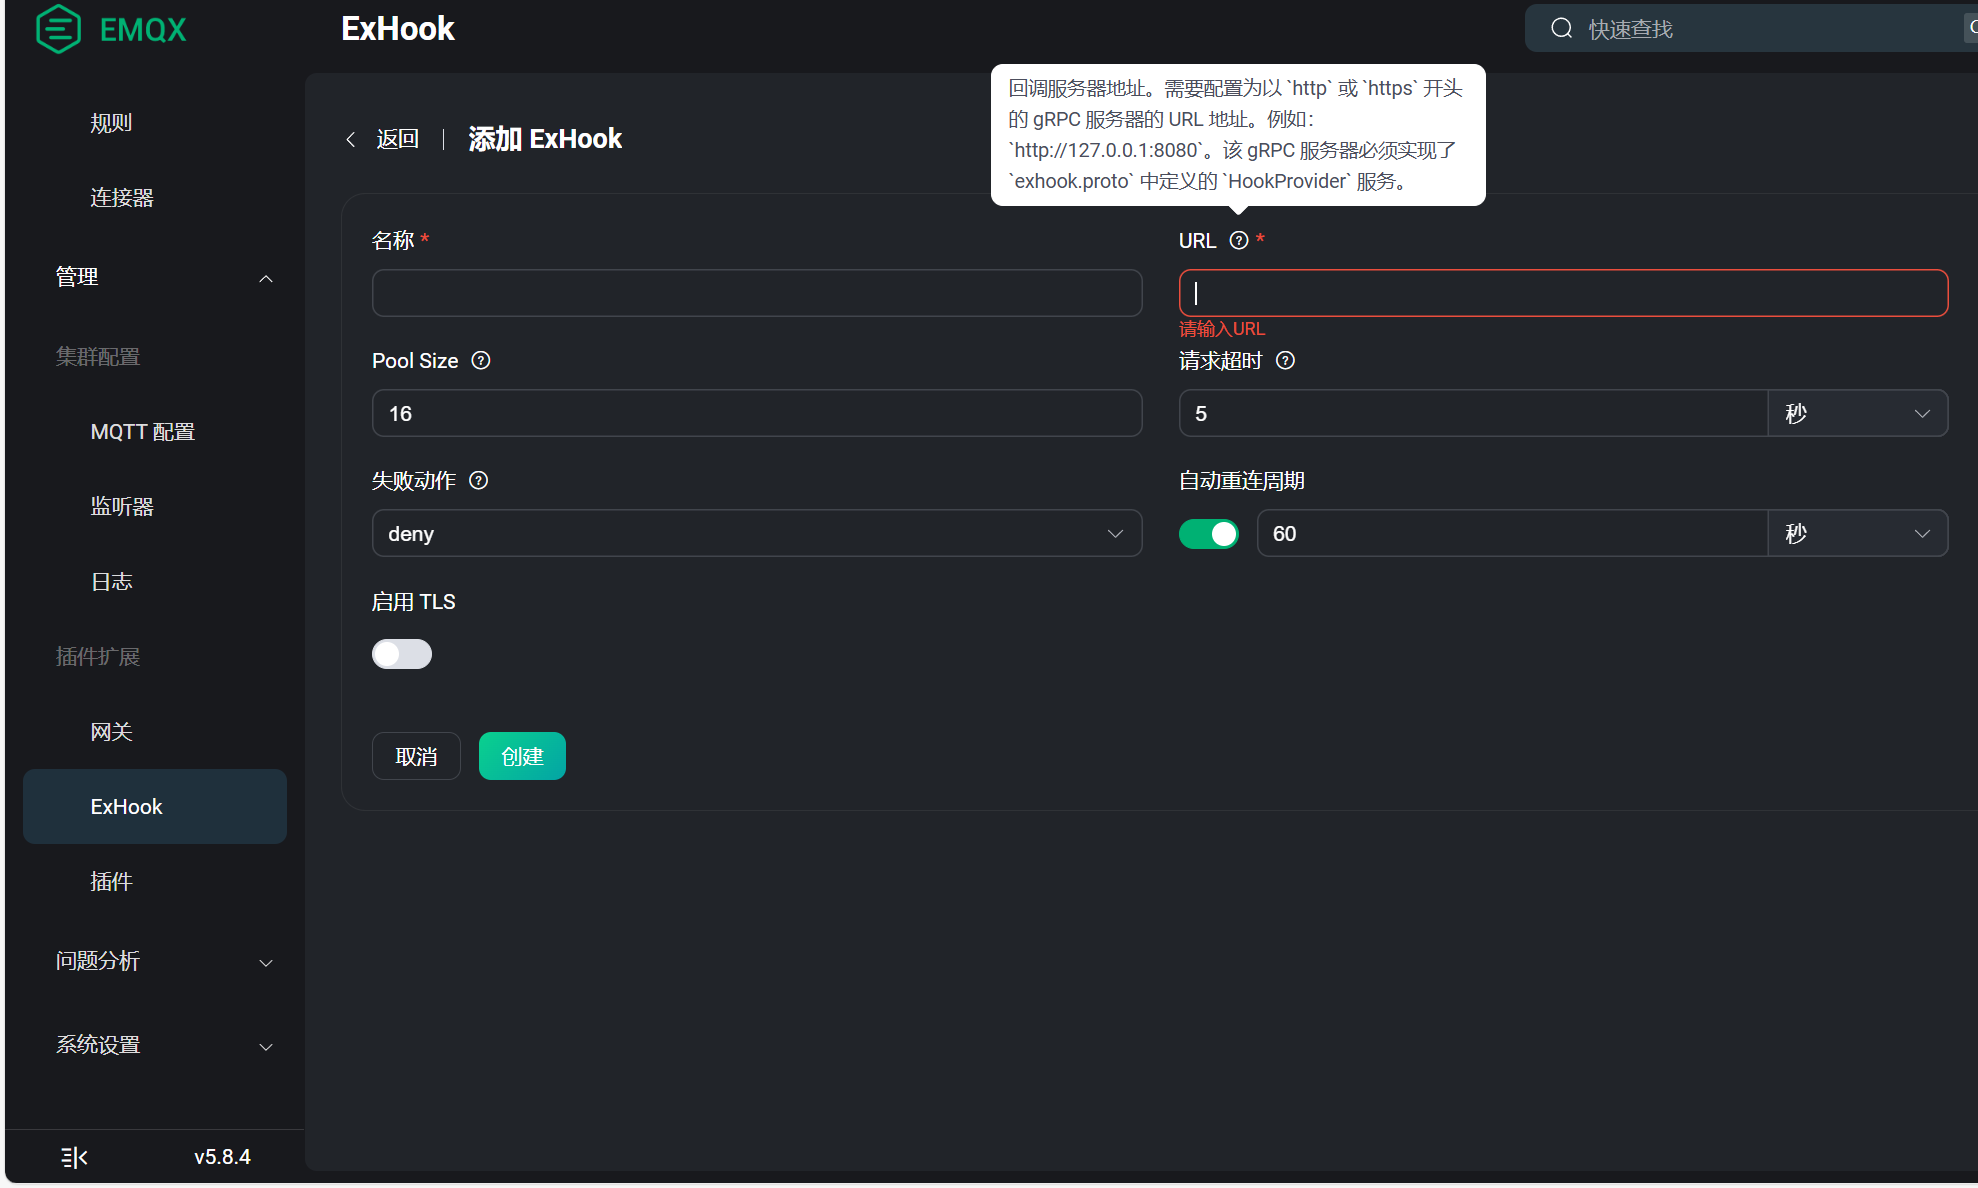 EMQX
ExHook
快速查找
规则
连接器
管理
集群配置
MQTT 配置
监听器
日志
插件扩展
网关
ExHook
插件
问题分析
系统设置
v5.8.4
返回
添加 ExHook
回调服务器地址。需要配置为以 `http` 或 `https` 开头
的 gRPC 服务器的 URL 地址。例如：
`http://127.0.0.1:8080`。该 gRPC 服务器必须实现了
`exhook.proto` 中定义的 `HookProvider` 服务。
名称 *
URL *
请输入URL
Pool Size
请求超时
16
5 秒
失败动作
自动重连周期
deny
60 秒
启用 TLS
取消
创建